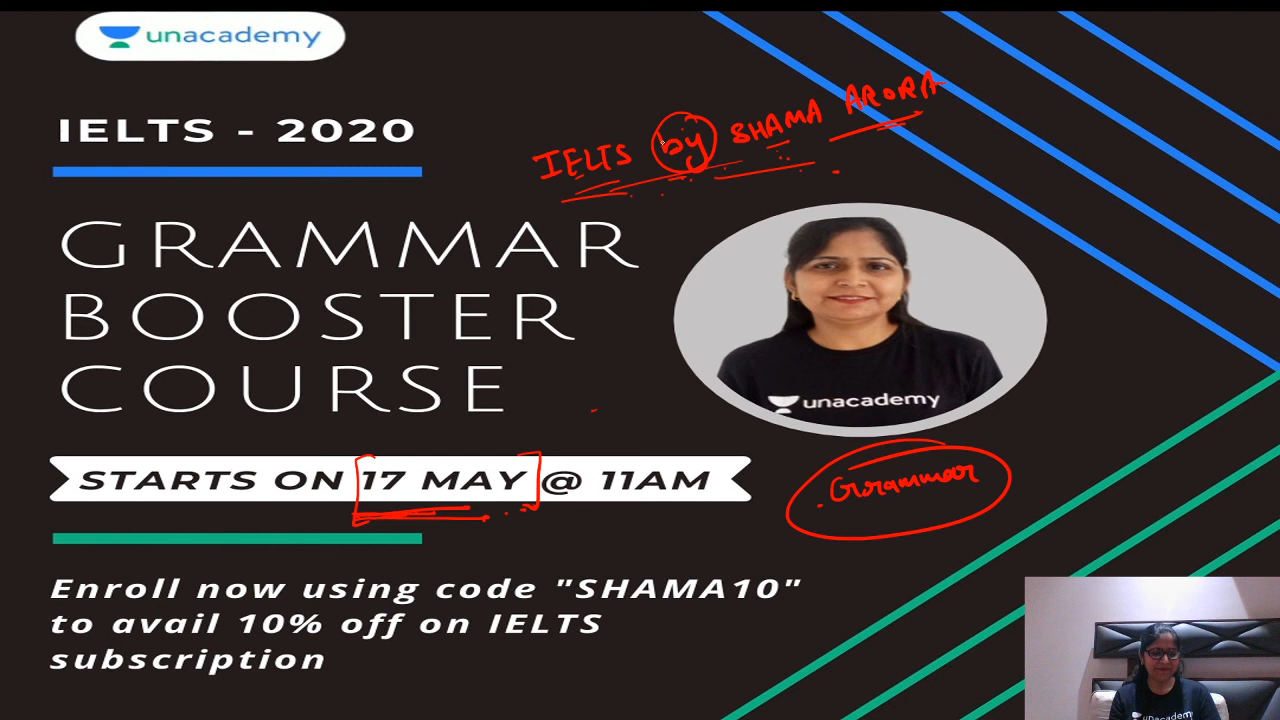 unacademy
IELTS - 2020
IELTS by SHAMA ARORA
GRAMMAR
BOOSTER
COURSE
unacademy
STARTS ON 17 MAY @ 11AM
Grammar
Enroll now using code "SHAMA10"
to avail 10% off on IELTS
subscription
unacademy